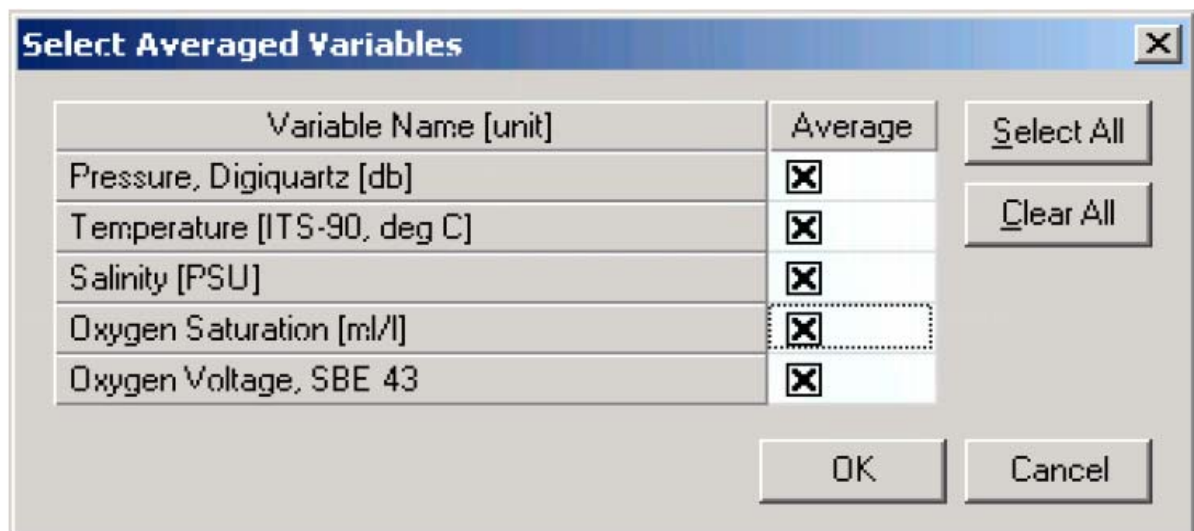 Select Averaged Variables
Variable Name [unit] Average Select All
Pressure, Digiquartz [db]
Temperature [ITS-90, deg C] Clear All
Salinity [PSU]
Oxygen Saturation [ml/l]
Oxygen Voltage, SBE 43
OK Cancel